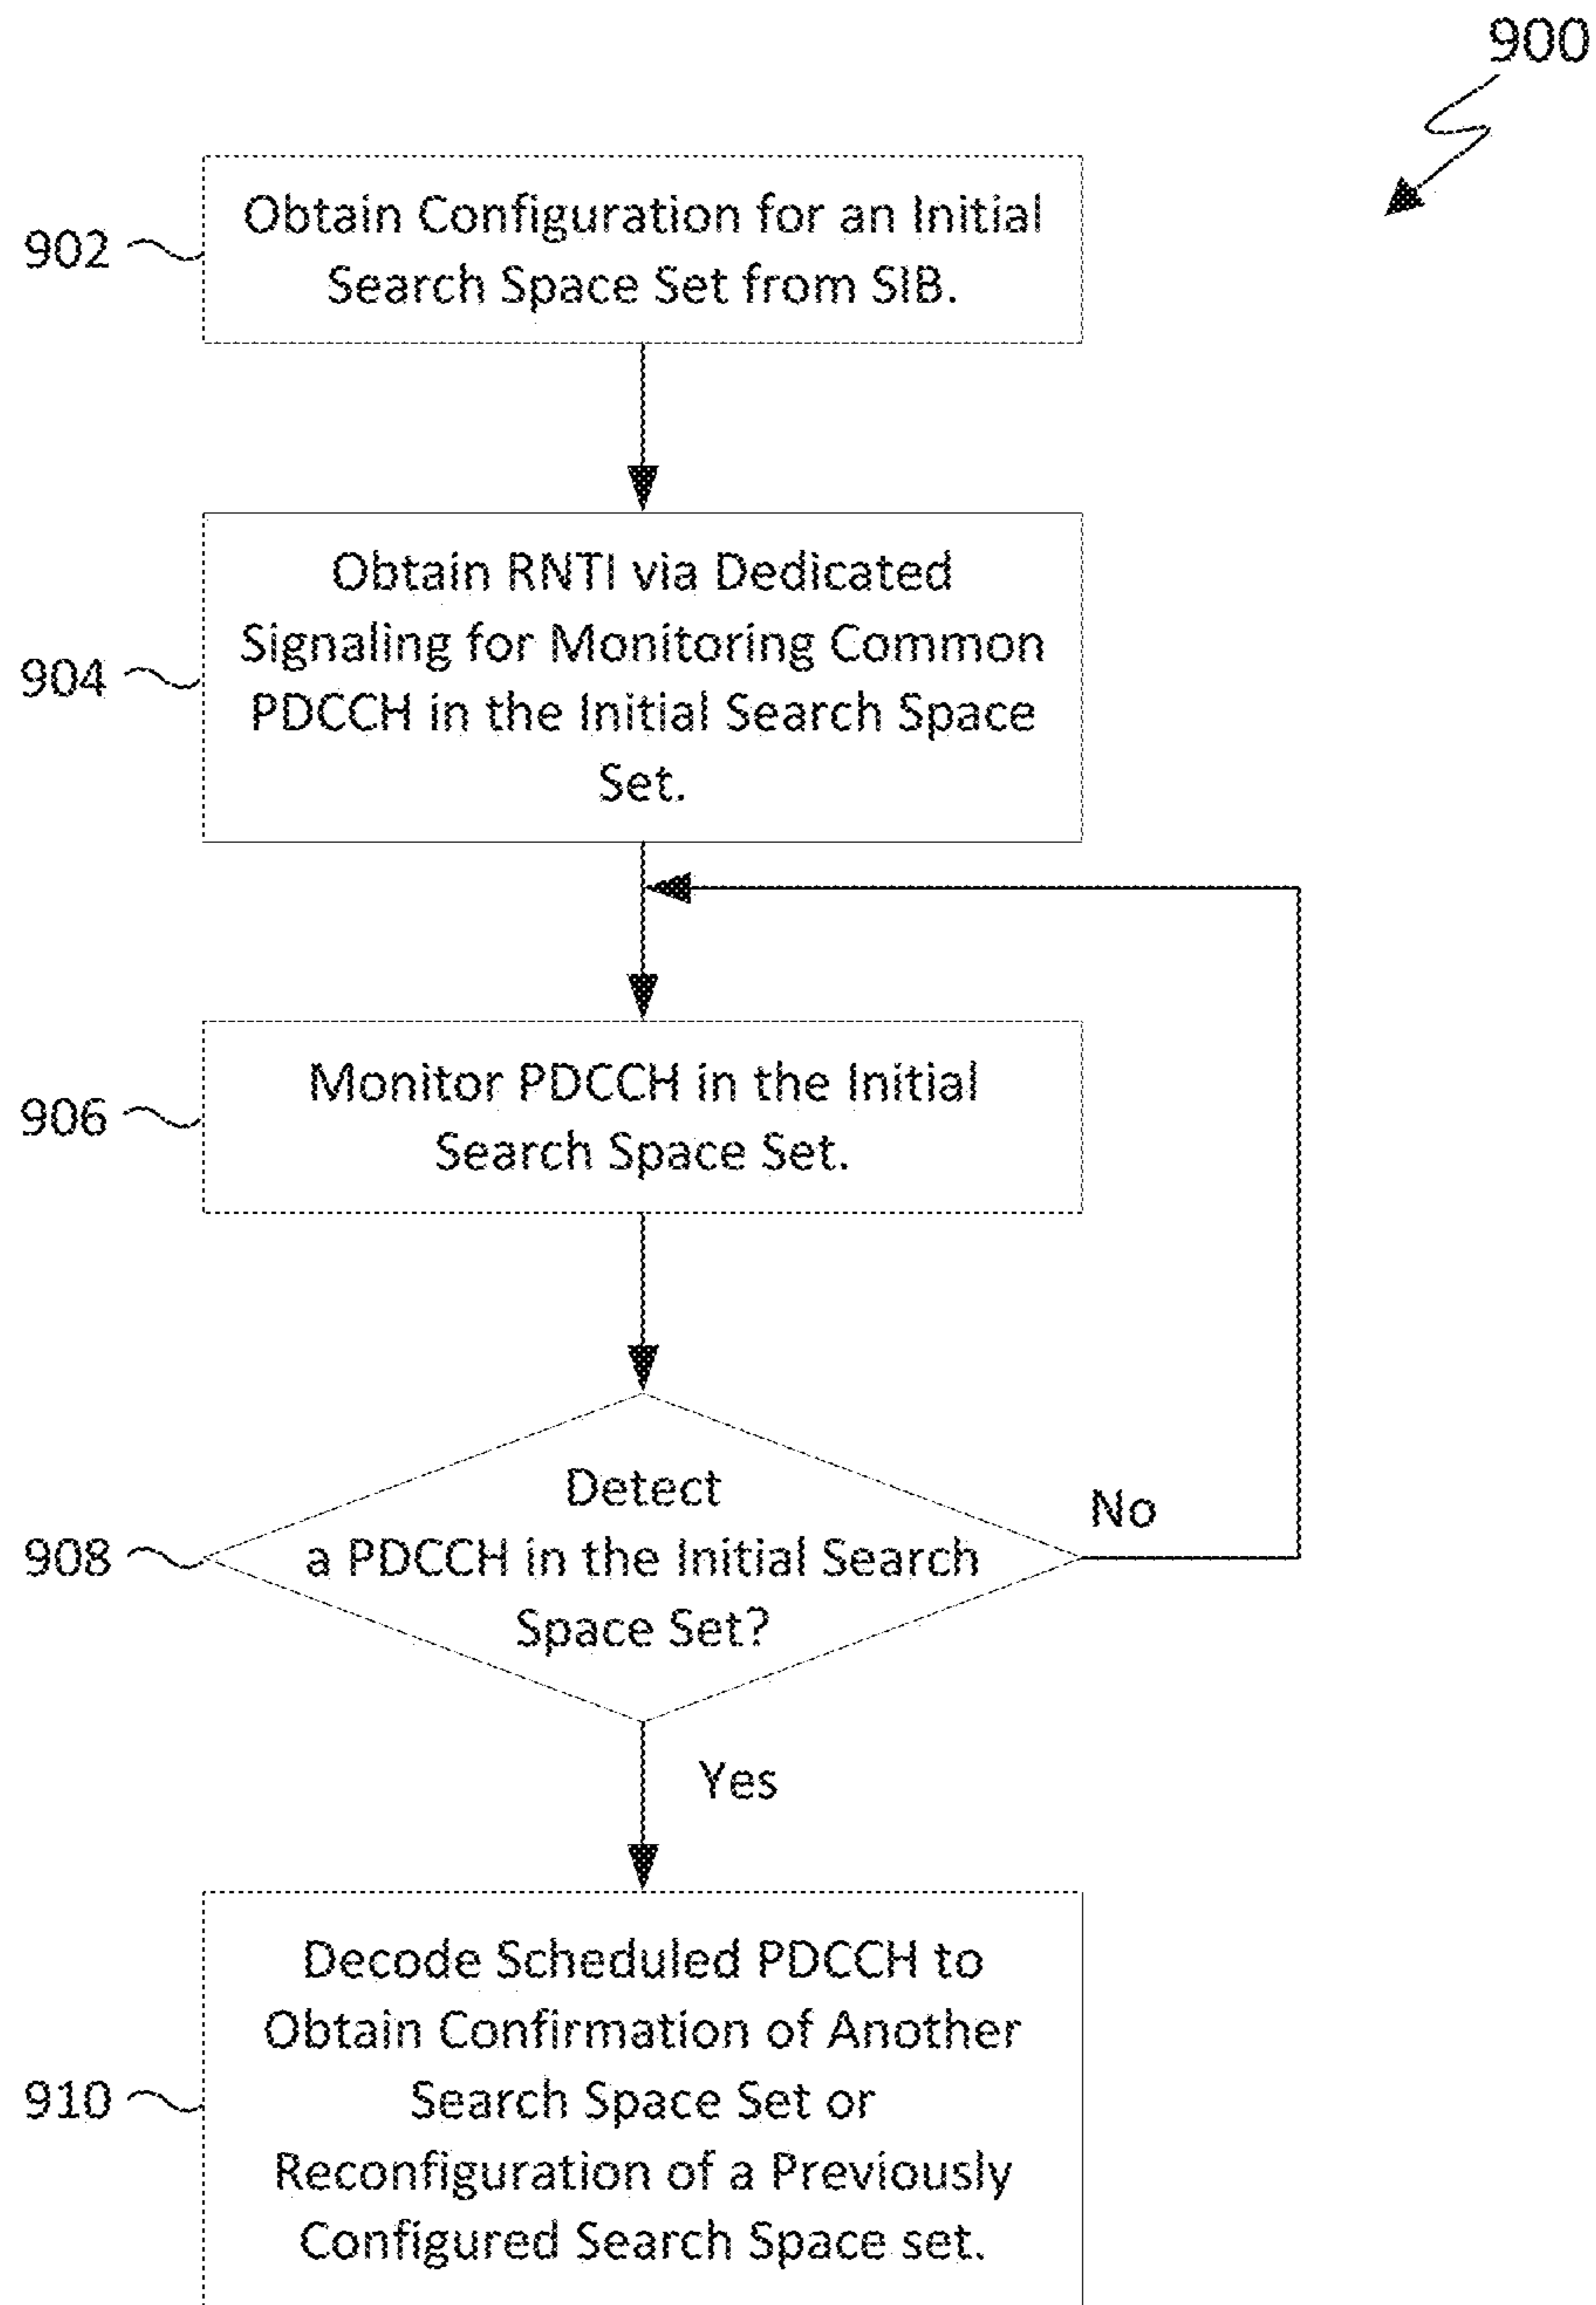 900
902
Obtain Configuration for an Initial
Search Space Set from SIB.
904
Obtain RNTI via Dedicated
Signaling for Monitoring Common
PDCCH in the Initial Search Space
Set.
906
Monitor PDCCH in the Initial
Search Space Set.
908
Detect
a PDCCH in the Initial Search
Space Set?
No
Yes
910
Decode Scheduled PDCCH to
Obtain Confirmation of Another
Search Space Set or
Reconfiguration of a Previously
Configured Search Space set.